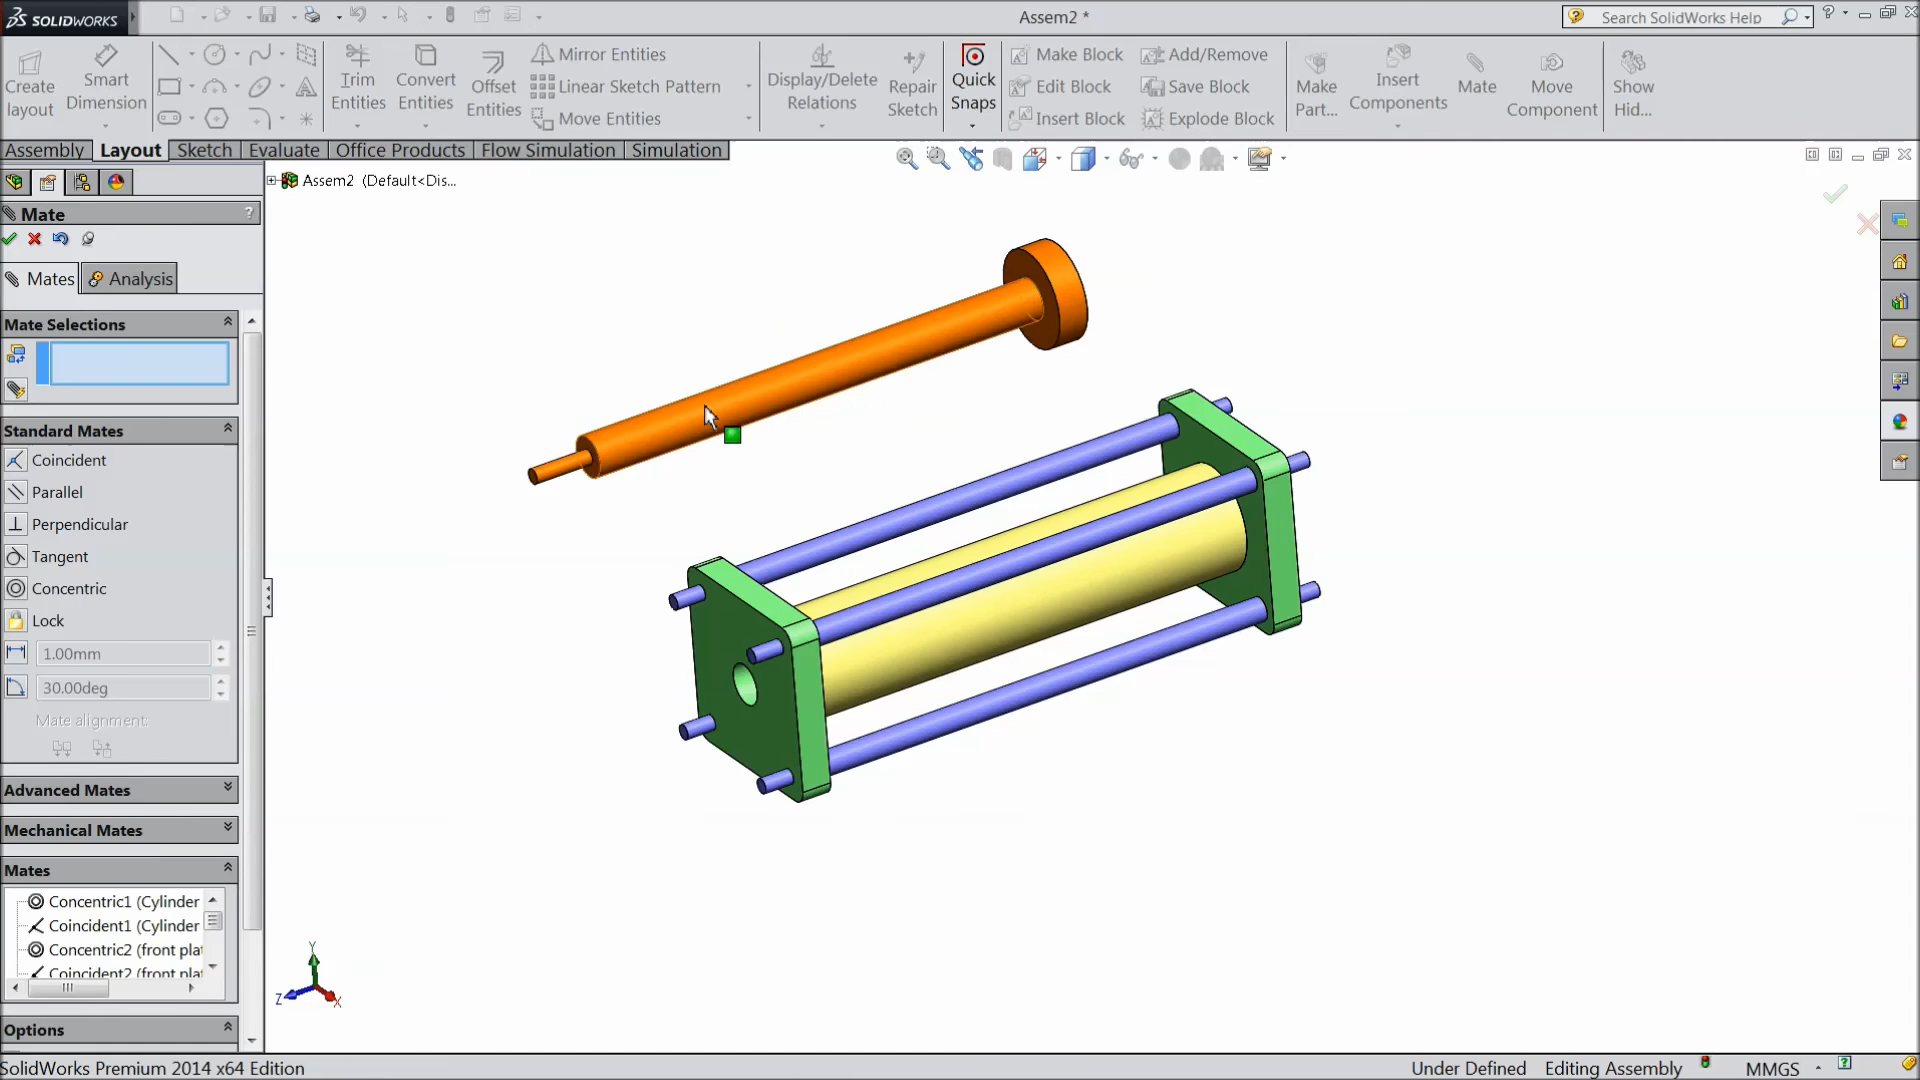 SOLIDWORKS
Assem2 *
Search SolidWorks Help
Create layout
Smart Dimension
Trim Entities
Convert Entities
Offset Entities
Mirror Entities
Linear Sketch Pattern
Move Entities
Display/Delete Relations
Repair Sketch
Quick Snaps
Make Block
Edit Block
Insert Block
Add/Remove
Save Block
Explode Block
Make Part...
Insert Components
Mate
Move Component
Show Hid...
Assembly
Layout
Sketch
Evaluate
Office Products
Flow Simulation
Simulation
Assem2 (Default<Dis...
Mate
?
Mates
Analysis
Mate Selections
Standard Mates
Coincident
Parallel
Perpendicular
Tangent
Concentric
Lock
1.00mm
30.00deg
Mate alignment:
Advanced Mates
Mechanical Mates
Mates
Concentric1 (Cylinder
Coincident1 (Cylinder
Concentric2 (front pla
Coincident2 (front pla
Options
Y
Z
X
SolidWorks Premium 2014 x64 Edition
Under Defined
Editing Assembly
MMGS